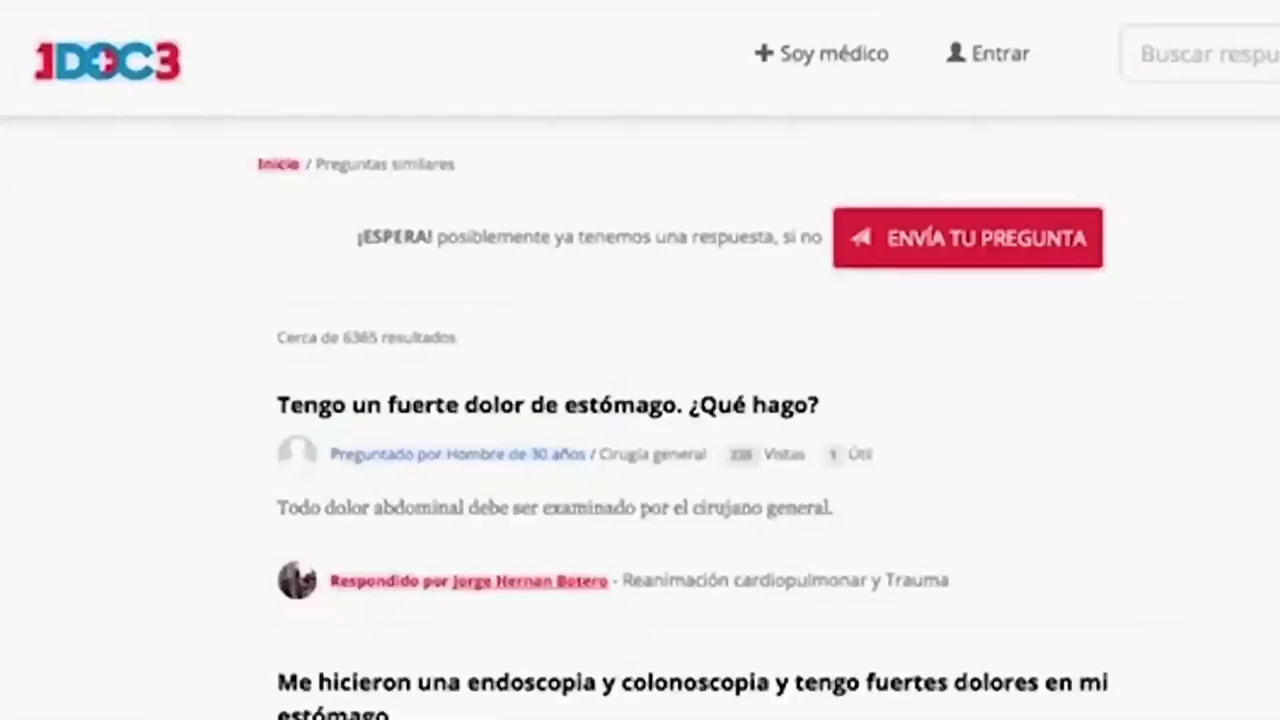 1DOC3
Soy médico
Entrar
Buscar respu
Inicio / Preguntas similares
¡ESPERA! posiblemente ya tenemos una respuesta, si no
ENVÍA TU PREGUNTA
Cerca de 6365 resultados
Tengo un fuerte dolor de estómago. ¿Qué hago?
Preguntado por Hombre de 30 años / Cirugía general Vistas 1 Útil
Todo dolor abdominal debe ser examinado por el cirujano general.
Respondido por Jorge Hernan Botero - Reanimación cardiopulmonar y Trauma
Me hicieron una endoscopia y colonoscopia y tengo fuertes dolores en mi
estómago